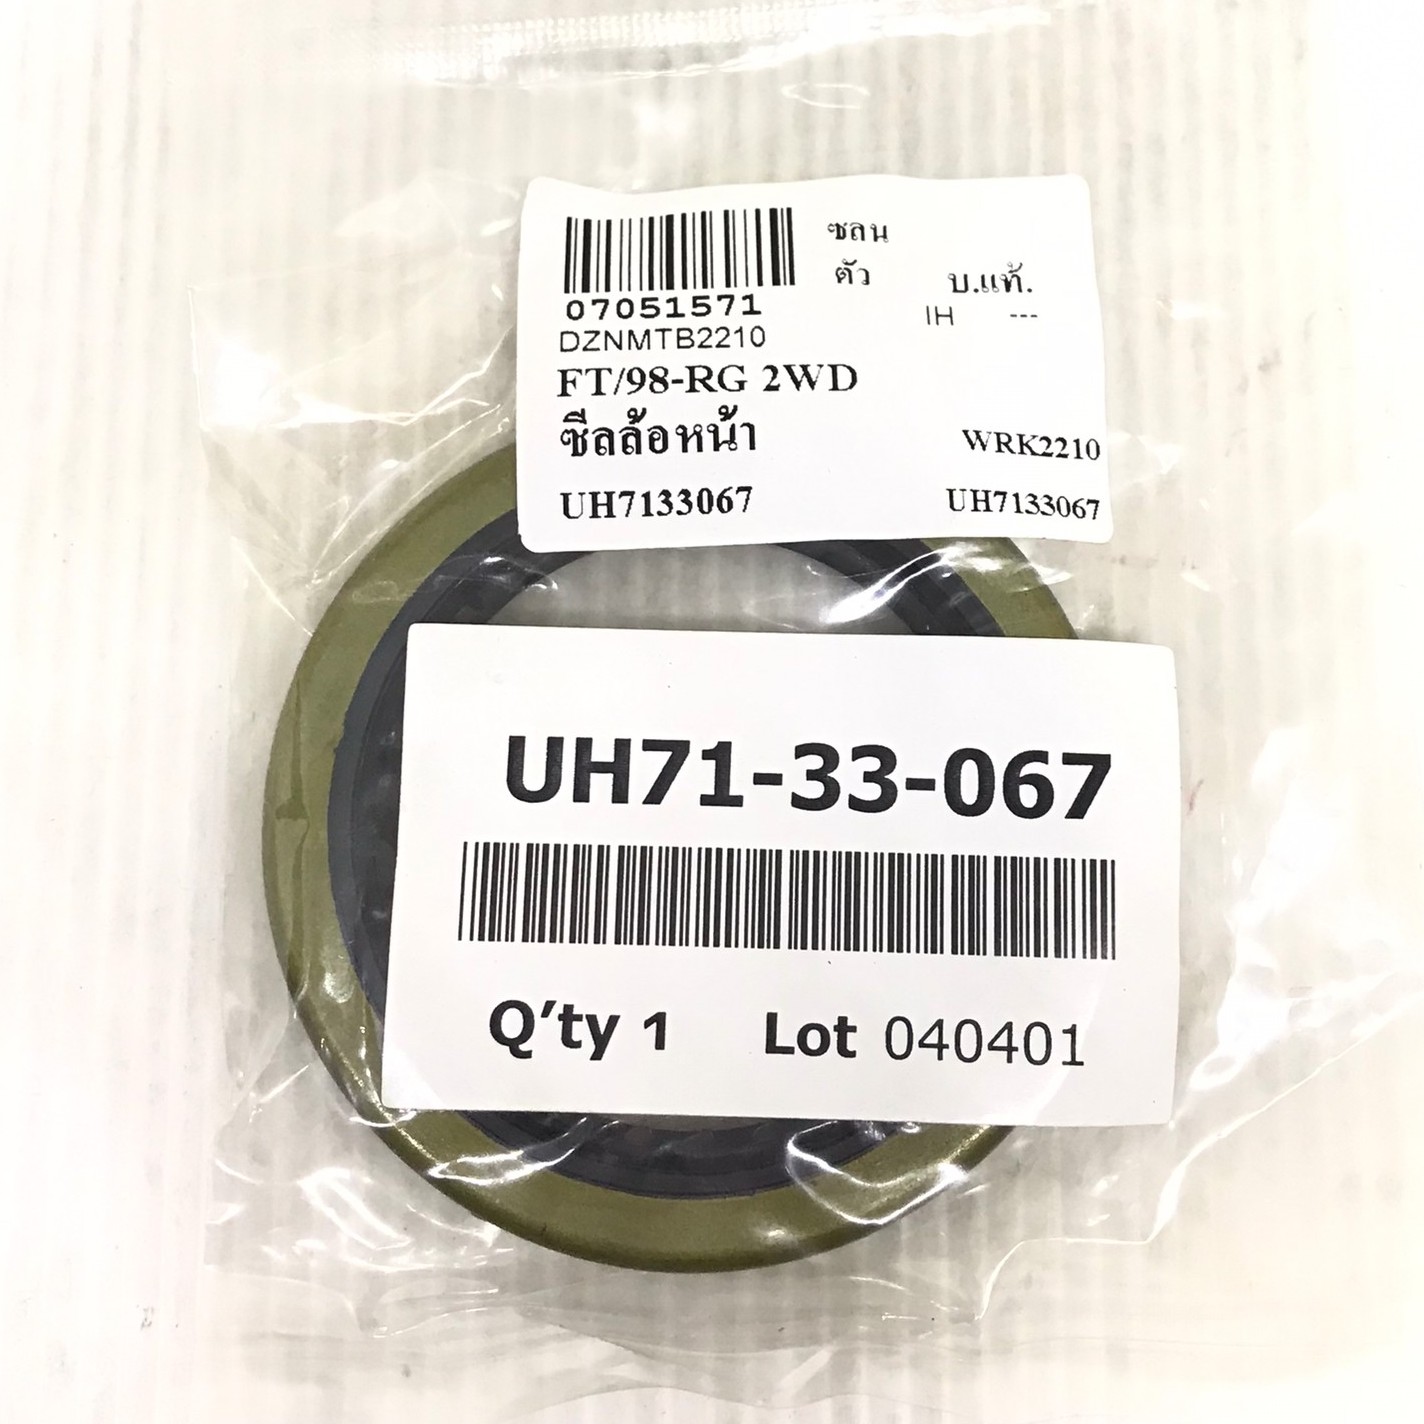 ซลน
07051571
ตัว บ.แท้.
DZNMTB2210 IH ---
FT/98-RG 2WD
ซีลล้อหน้า WRK2210
UH7133067 UH7133067
UH71-33-067
Q'ty 1 Lot 040401